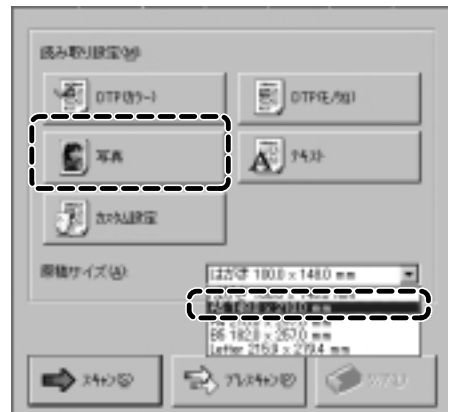 読み取り設定(M)
DTP(カラー)
DTP(モノクロ)
写真
テキスト
カスタム設定
原稿サイズ(A):
はがき 100.0 x 148.0 mm
B5 182.0 x 257.0 mm
Letter 215.9 x 279.4 mm
スキャン(S)
プレスキャン(P)